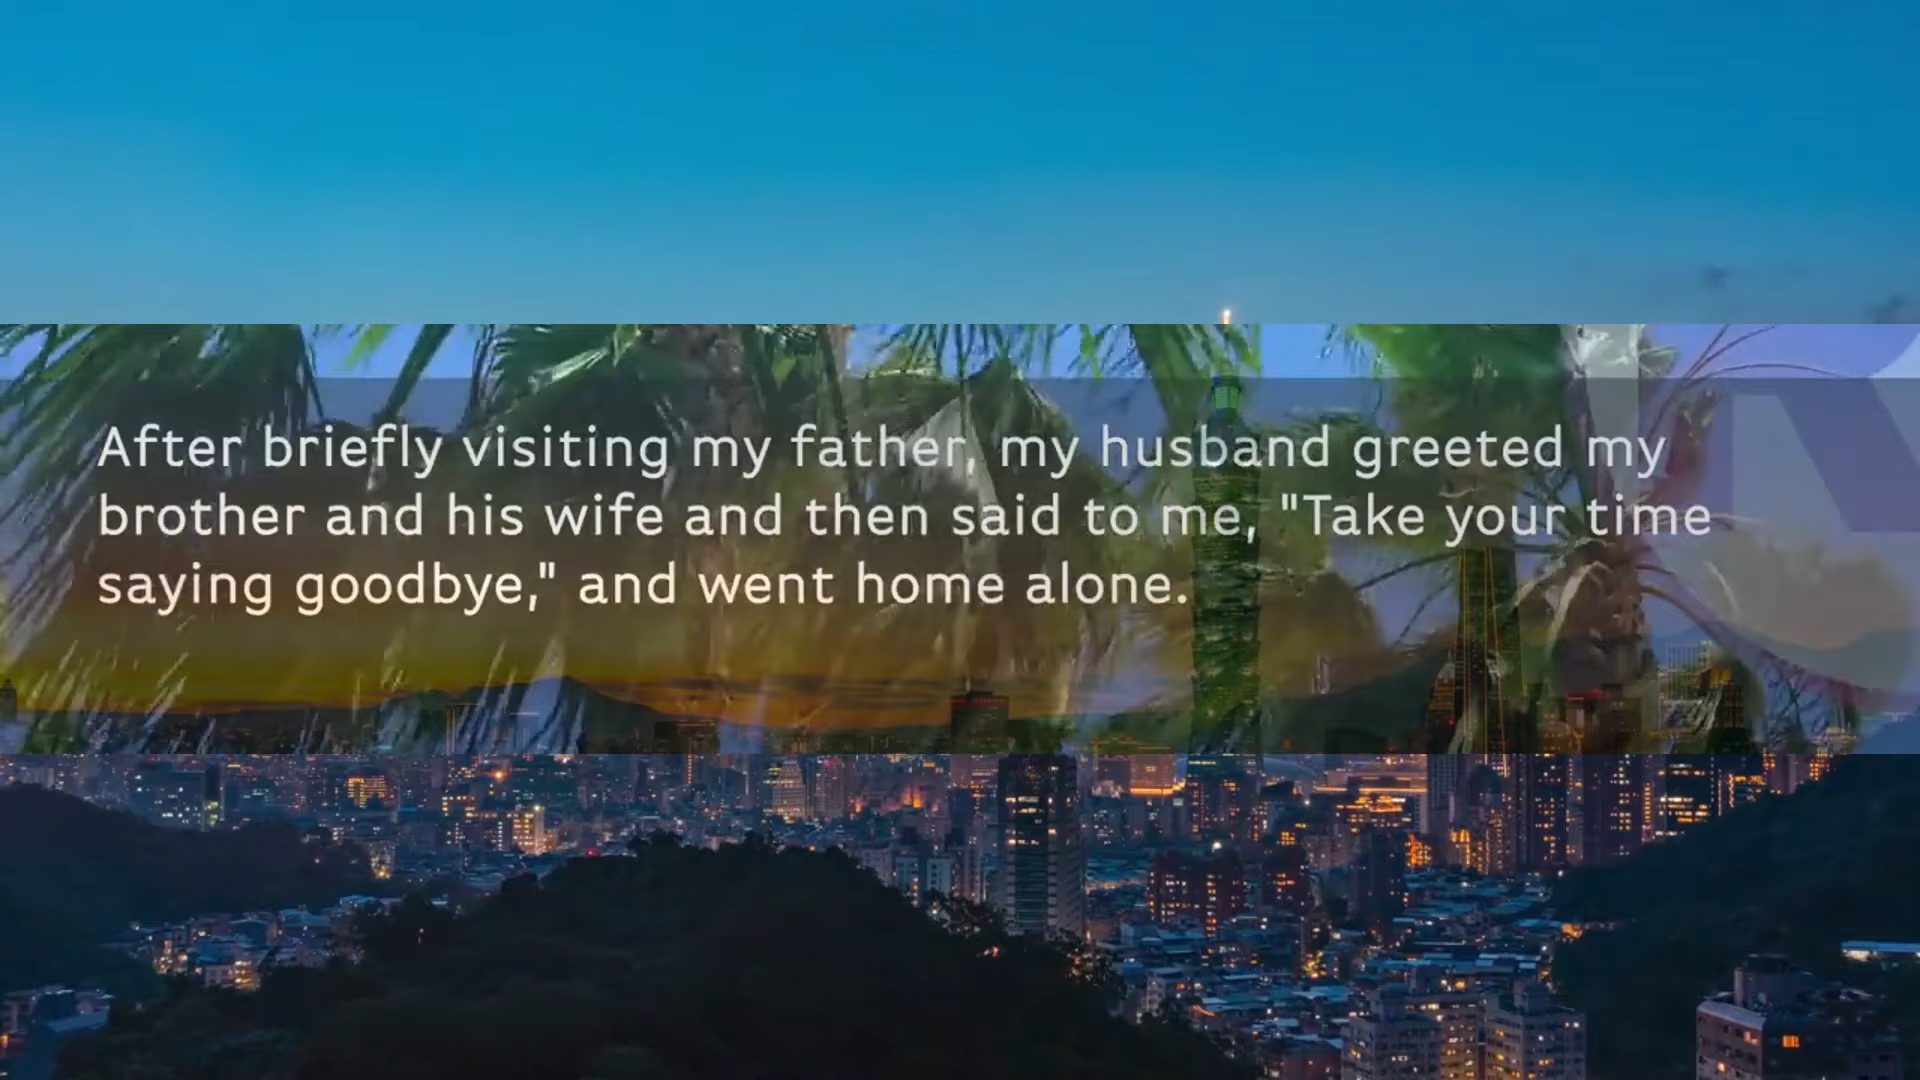 After briefly visiting my father, my husband greeted my
brother and his wife and then said to me, "Take your time
saying goodbye," and went home alone.